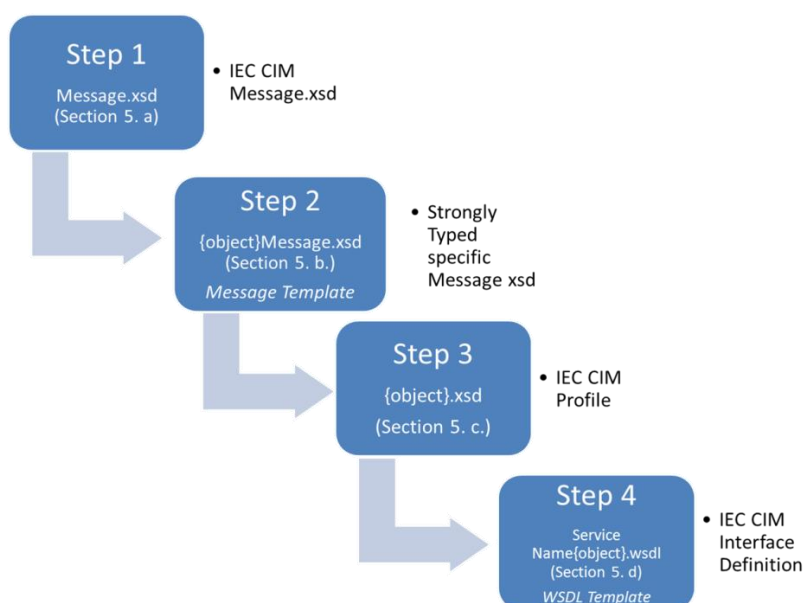 Step 1
Message.xsd
(Section 5. a)
• IEC CIM
Message.xsd
Step 2
{object}Message.xsd
(Section 5. b.)
Message Template
• Strongly
Typed
specific
Message xsd
Step 3
{object}.xsd
(Section 5. c.)
• IEC CIM
Profile
Step 4
Service
Name{object}.wsdl
(Section 5. d)
WSDL Template
• IEC CIM
Interface
Definition